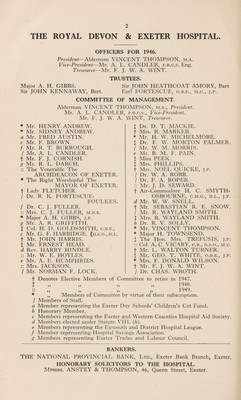 2
THE ROYAL DEVON & EXETER HOSPITAL.
OFFICERS FOR 1946.
President—Alderman VINCENT THOMPSON, M.A.
Vice-President—Mr. A. L. CANDLER, F.R.C.S. Eng.
Treasurer—Mr. F. J. W. A. WINT.
TRUSTEES.
Major A. H. GIBBS. Sir JOHN HEATHCOAT AMORY, Bart
Sir JOHN KENNAWAY, Bart. Earl FORTESCUE, O.B.E., M.C., J.P.
COMMITTEE OF MANAGEMENT.
Alderman VINCENT THOMPSON, M.A., President.
Mr. A. L. CANDLER, F.R.C.S., Vice-President.
Mr. F. J. W. A. WINT, Treasurer.
Mr. HENRY ANDREW.
Mr. SIDNEY ANDREW.
Mr. FRED AUSTIN.
Mr. F. BROWN.
Mr. R. T. BURROUGH.
Mr. A. L. CANDLER.
Mr. F. J. CORNISH.
Mr. R. L. DARCH.
The Venerable The
ARCHDEACON OF EXETER.
The Right Worshipful The
MAYOR OF EXETER
Lady FLETCHER.
Dr. R. K. FORTESCUE-
FOULKES.
Dr. C. J. FULLER.
Mrs. C. J. FULLER, M.B.E.
Major A. H. GIBBS, J.P.
Mr. A. D. GRIFFITH
Col. H. D. GOLDSMITH, O.B.E.,
Mr. G. F. HARBIDGE.
Mr. JOHN HARRIS.
Mr. ERNEST HILL.
Rev. HARRY HINDLE.
Mr. W. E. HOYLES.
Mr. A. E. HUMPHRIES.
Mrs. JACKSON.
Mr. NORMAN F. LOCK.
Dr. D. T. MACKIE.
Mrs. R. MARKER.
Mr. H. W. MICHELMORE.
Dr. F. W. MORTON PALMER.
Mr. W. M. MORRIS.
Mr. B. M. F. PAIN.
Miss PEEK.
Mrs. PHILLIPS.
Mr. NOEL QUICKE, J.P.
Dr. W. A. ROBB.
Dr. F. A. ROPER.
Mr. J. D. SEWARD.
Air-Commodore H. C. SMYTH-
OSBOURNE, C.M.G., D.L., J.P.
Mr. W. W. SNELL.
Mr. SEBASTIAN E. SNOW.
Mr. B. WAYLAND SMITH.
Mrs. B. WAYLAND SMITH.
Mr. J. TARR.
Mr. VINCENT THOMPSON.
Major H. TOWNSEND.
The Hon. Mrs. TREFUSIS, J.P.
Col. A. C. VICARY, D.S.O., M.C.
Mr. L. WALTON TURNER.
Mr. GEO. T. WHITE, O.B.E., J.P.
Mrs. F. DONALD WILSON.
Mr. F. J. W. A. WINT.
Dr. CHAS. WROTH.
† Denotes Elective Members of Committee to retire in 1947.
‡ ,, ,, ,, 1948.
* ,, ,, ,, 1949.
:: ,, Members of Committee by virtue of their subscription.
f Members of Staff.
a Member representing the Exeter Day Schools' Children's Cot Fund.
b Honorary Member.
c Members representing the Exeter and Western Counties Hospital Aid Society.
d Members elected under Statute VIII. (b).
e Members representing the Exmouth and District Hospital League.
f Member representing Hospital Savings Association.
g Members representing Exeter Trades and Labour Council.
BANKERS.
THE NATIONAL PROVINCIAL BANK, LTD., Exeter Bank Branch, Exeter.
HONORARY SOLICITORS TO THE HOSPITAL.
Messrs. ANSTEY & THOMPSON, 86, Queen Street, Exeter.